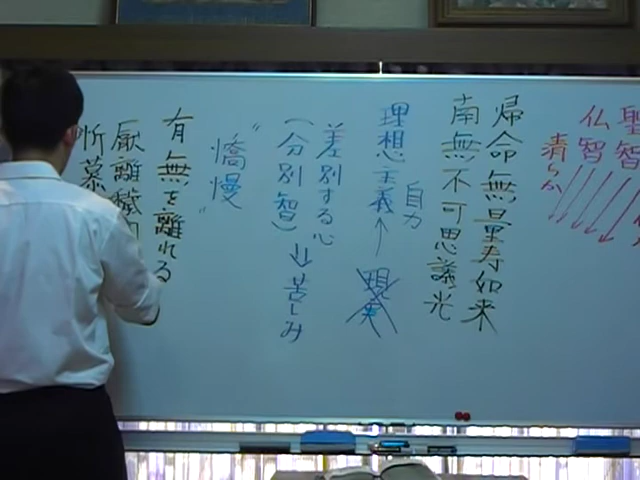 聖智
仏智
清らか
帰命無量寿如来
南無不可思議光
自力
理想主義
現実
差別する心
（分別智）
苦しみ
〝憍慢〟
有無を離れる
厭離穢
忻慕